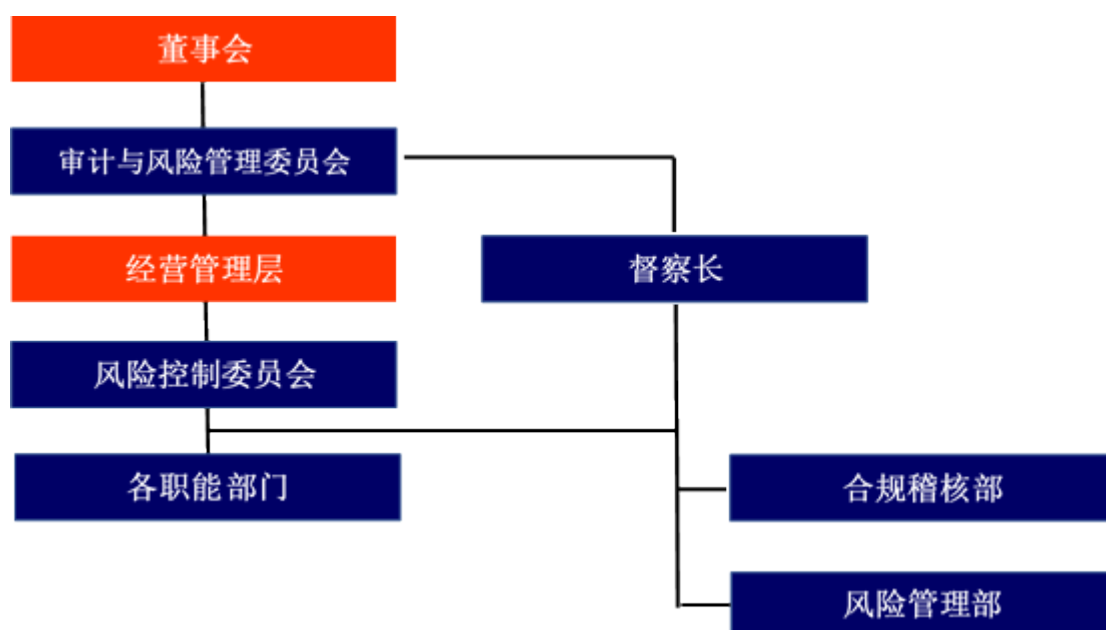 董事会
审计与风险管理委员会
经营管理层
督察长
风险控制委员会
各职能部门
合规稽核部
风险管理部